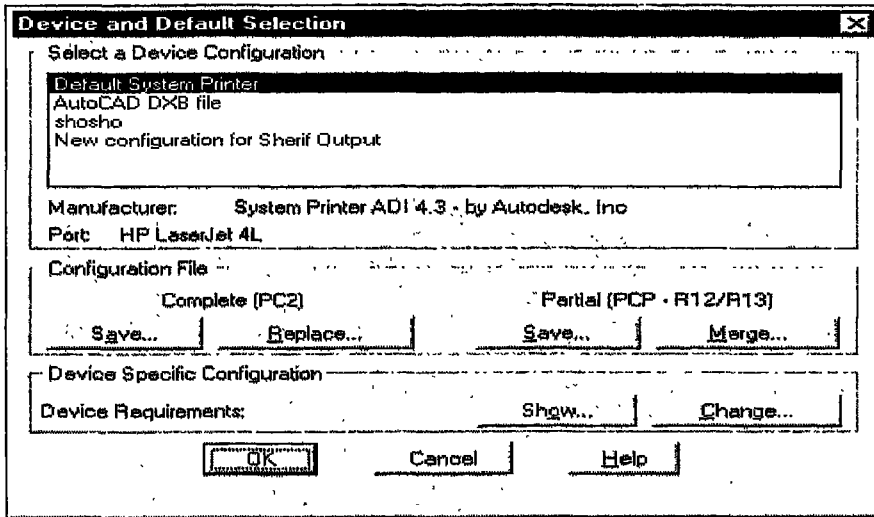 Device and Default Selection
Select a Device Configuration
Default System Printer
AutoCAD DXB file
shosho
New configuration for Sherif Output
Manufacturer: System Printer ADI 4.3 - by Autodesk, Inc
Port: HP LaserJet 4L
Configuration File
Complete (PC2) Partial (PCP - R12/R13)
Save... Replace... Save... Merge...
Device Specific Configuration
Device Requirements: Show... Change...
OK Cancel Help